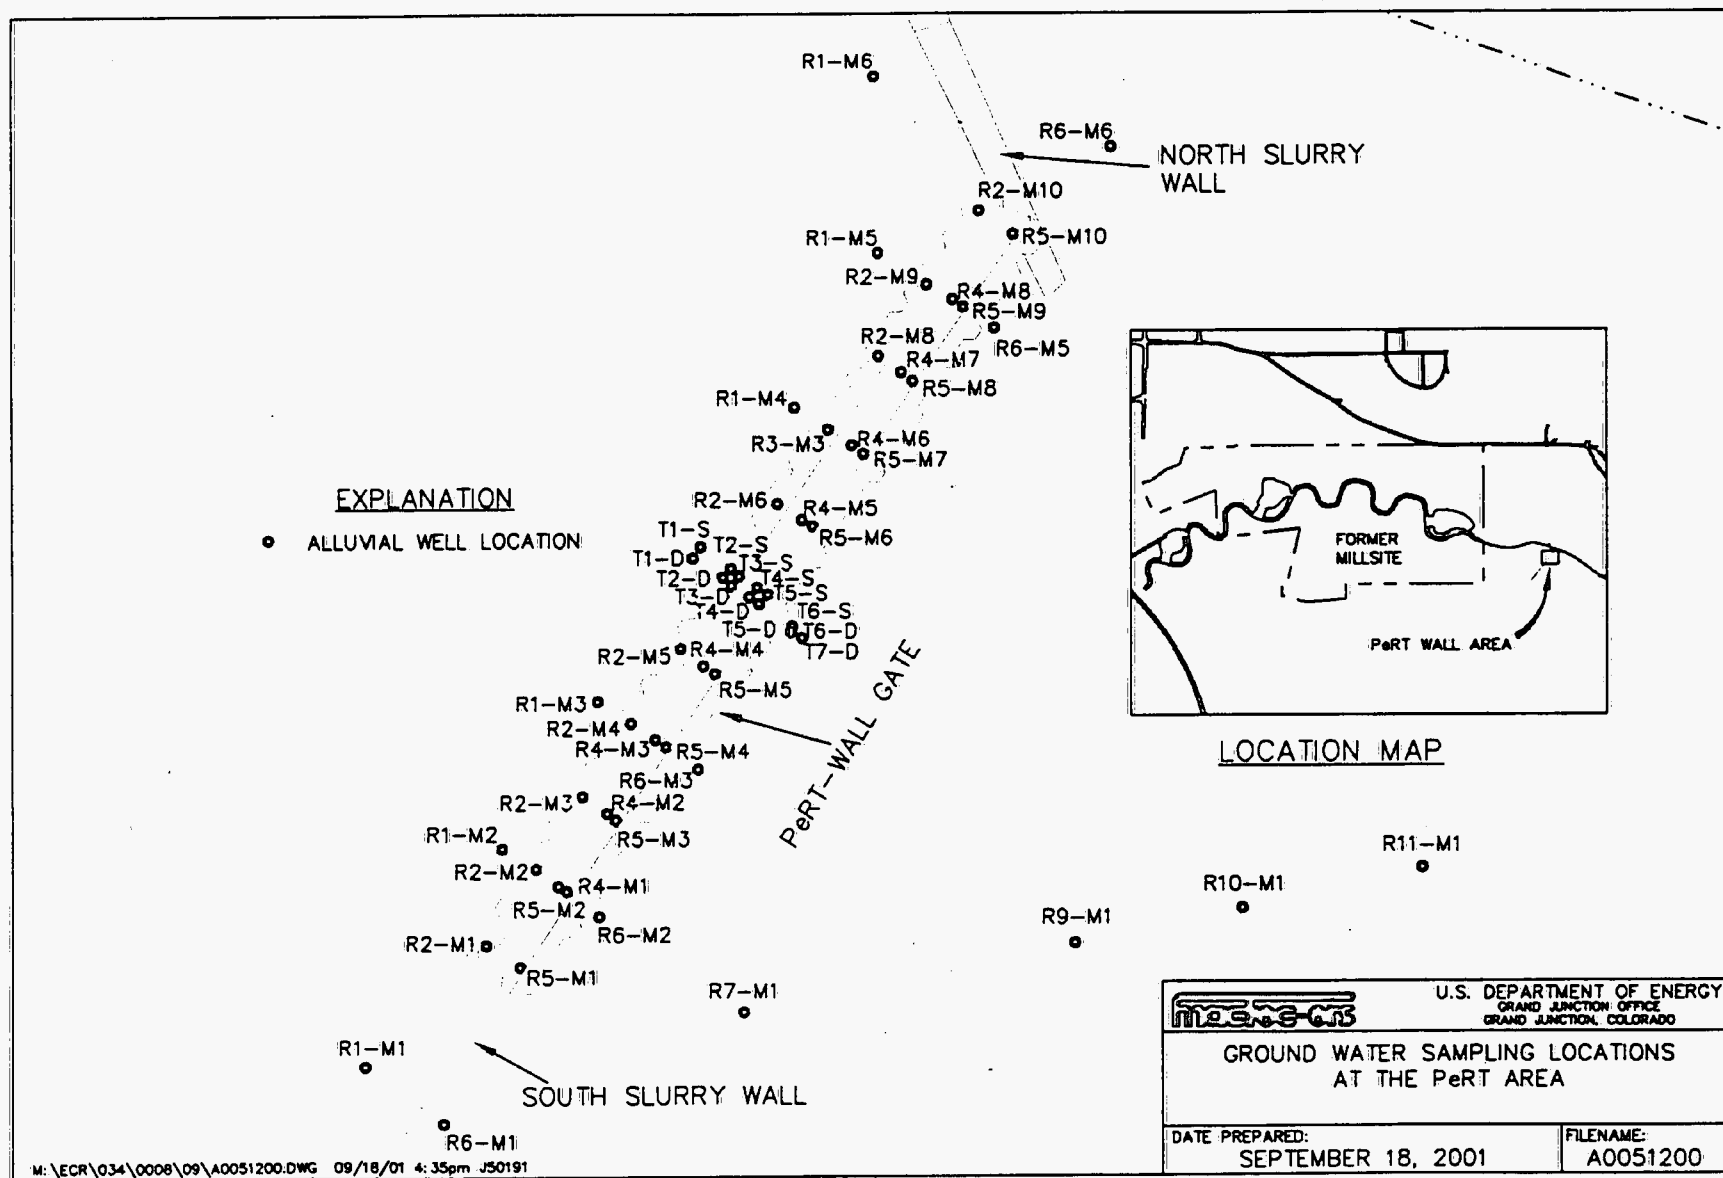 R1-M6
R6-M6
NORTH SLURRY
WALL
R2-M10
R5-M10
R1-M5
R2-M9
R4-M8
R5-M9
R6-M5
R2-M8
R4-M7
R5-M8
R1-M4
R3-M3
R4-M6
R5-M7
EXPLANATION
ALLUVIAL WELL LOCATION
R2-M6
R4-M5
R5-M6
T1-S
T2-S
T1-D
T3-S
T2-D
T4-S
T3-D
T5-S
T4-D
T6-S
T5-D
T6-D
T7-D
FORMER
MILLSITE
PeRT WALL AREA
LOCATION MAP
R2-M5
R4-M4
R5-M5
PeRT-WALL GATE
R1-M3
R2-M4
R4-M3
R5-M4
R6-M3
R2-M3
R4-M2
R5-M3
R1-M2
R2-M2
R4-M1
R5-M2
R6-M2
R2-M1
R5-M1
R11-M1
R10-M1
R9-M1
R7-M1
R1-M1
SOUTH SLURRY WALL
R6-M1
U.S. DEPARTMENT OF ENERGY
GRAND JUNCTION OFFICE
GRAND JUNCTION, COLORADO
GROUND WATER SAMPLING LOCATIONS
AT THE PeRT AREA
DATE PREPARED:
SEPTEMBER 18, 2001
FILENAME:
A0051200
M:\ECR\034\0008\09\A0051200.DWG 09/18/01 4:35pm J50191